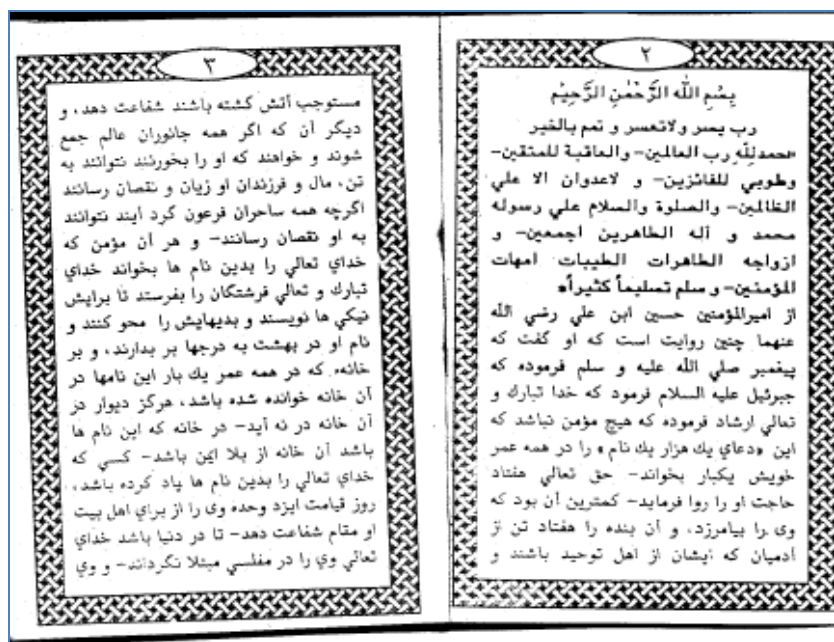 ۲
بِسْمِ اللّٰهِ الرَّحْمٰنِ الرَّحِيْمِ
رب يسر ولاتعسر و تمم بالخير
«حمدلِلّٰهِ رب العالمين– والعاقبة للمتقين–
وطوبي للفائزين– و لاعدوان الا علي
الظالمين– والصلوة والسلام علي رسوله
محمد و آله الطاهرين اجمعين– و
ازواجه الطاهرات الطيبات امهات
المؤمنين– و سلم تسليماً كثيراً»
از اميرالمؤمنين حسين ابن علي رضي الله
عنهما چنين روايت است كه او گفت كه
پيغمبر صلي الله عليه و سلم فرموده كه
جبرئيل عليه السلام فرمود كه خدا تبارك و
تعالي ارشاد فرموده كه هيچ مؤمن نباشد كه
اين «دعاي يك هزار يك نام» را در همه عمر
خويش يكبار بخواند– حق تعالي هفتاد
حاجت او را روا فرمايد– كمترين آن بود كه
وي را بيامرزد، و آن بنده را هفتاد تن از
آدميان كه ايشان از اهل توحيد باشند و
۳
مستوجب آتش گشته باشند شفاعت دهد، و
ديگر آن كه اگر همه جانوران عالم جمع
شوند و خواهند كه او را بخورنند نتوانند به
تن، مال و فرزندان او زيان و نقصان رسانند
اگرچه همه ساحران فرعون گرد آيند نتوانند
به او نقصان رسانند– و هر آن مؤمن كه
خداي تعالي را بدين نام ها بخواند خداي
تبارك و تعالي فرشتگان را بفرستد تا برايش
نيكي ها نويسند و بديهايش را محو كنند و
نام او در بهشت به درجها بر بدارند، و بر
خانهء كه در همه عمر يك بار اين نامها در
آن خانه خوانده شده باشد، هرگز ديوار در
آن خانه در نه آيد– در خانه كه اين نام ها
باشد آن خانه از بلا ايمن باشد– كسي كه
خداي تعالي را بدين نام ها ياد كرده باشد،
روز قيامت ايزد وحده وى را از براي اهل بيت
او مقام شفاعت دهد– تا در دنيا باشد خداي
تعالي وي را در مفلسي مبتلا نگرداند– و وي